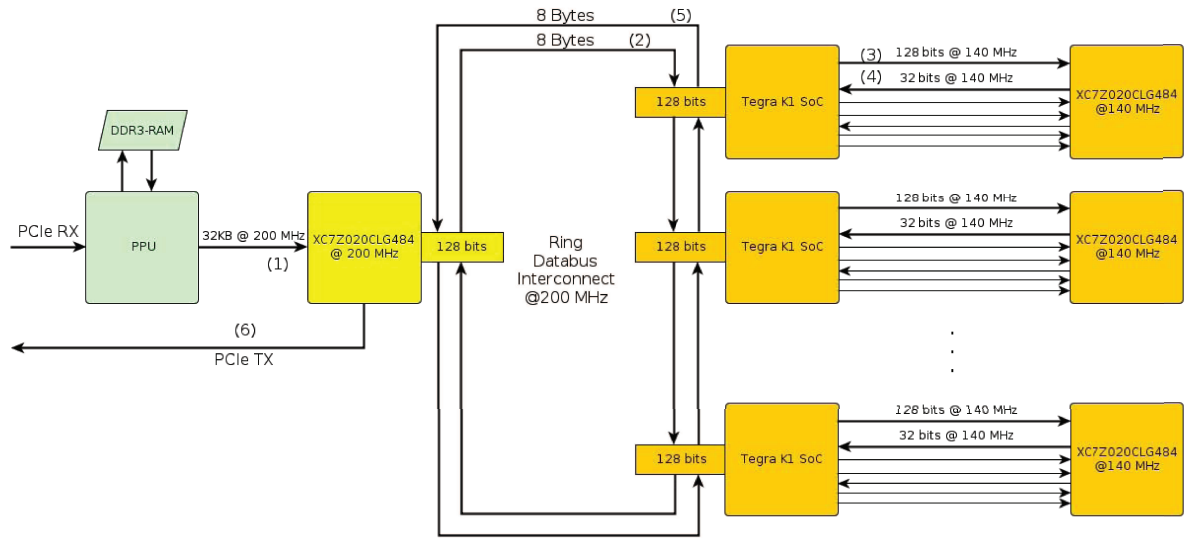 8 Bytes (5)
8 Bytes (2)
DDR3-RAM
PCIe RX
PPU
32KB @ 200 MHz
(1)
XC7Z020CLG484
@ 200 MHz
128 bits
(6)
PCIe TX
Ring
Databus
Interconnect
@200 MHz
128 bits
Tegra K1 SoC
(3) 128 bits @ 140 MHz
(4) 32 bits @ 140 MHz
XC7Z020CLG484
@140 MHz
128 bits
Tegra K1 SoC
128 bits @ 140 MHz
32 bits @ 140 MHz
XC7Z020CLG484
@140 MHz
.
.
.
128 bits
Tegra K1 SoC
128 bits @ 140 MHz
32 bits @ 140 MHz
XC7Z020CLG484
@140 MHz